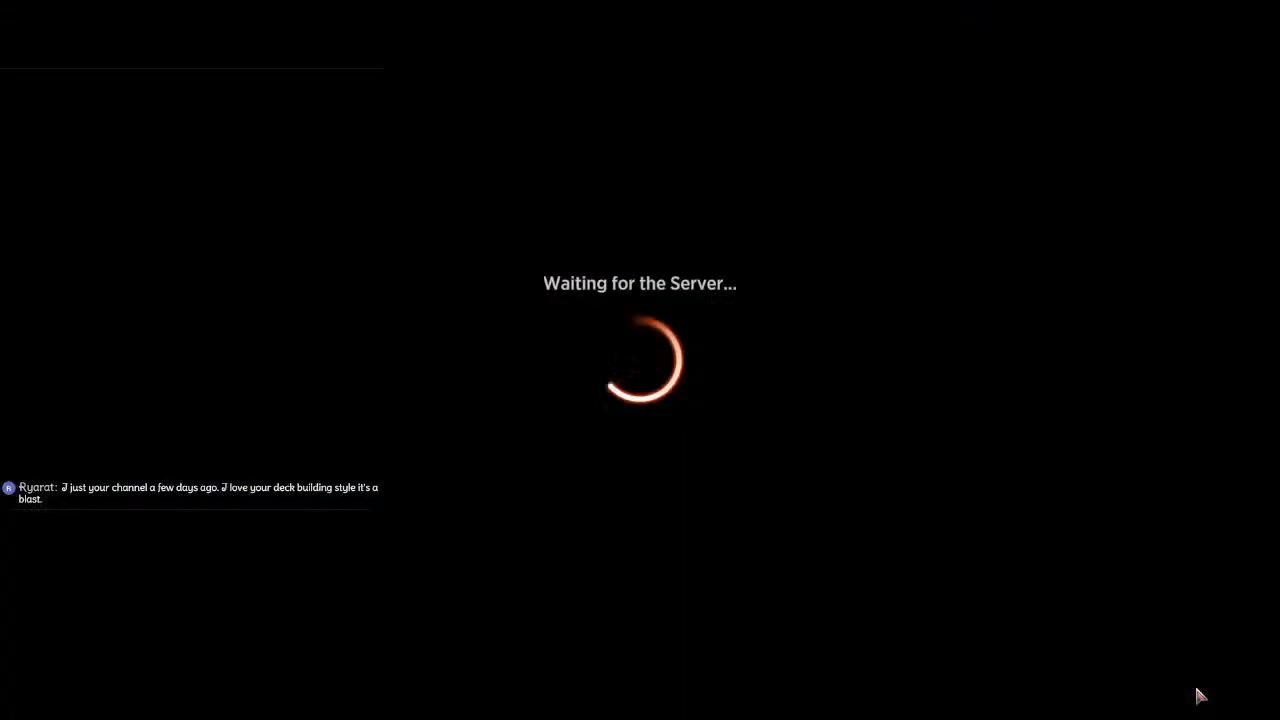 Waiting for the Server...
R Ryarat: I just your channel a few days ago. I love your deck building style it's a
blast.